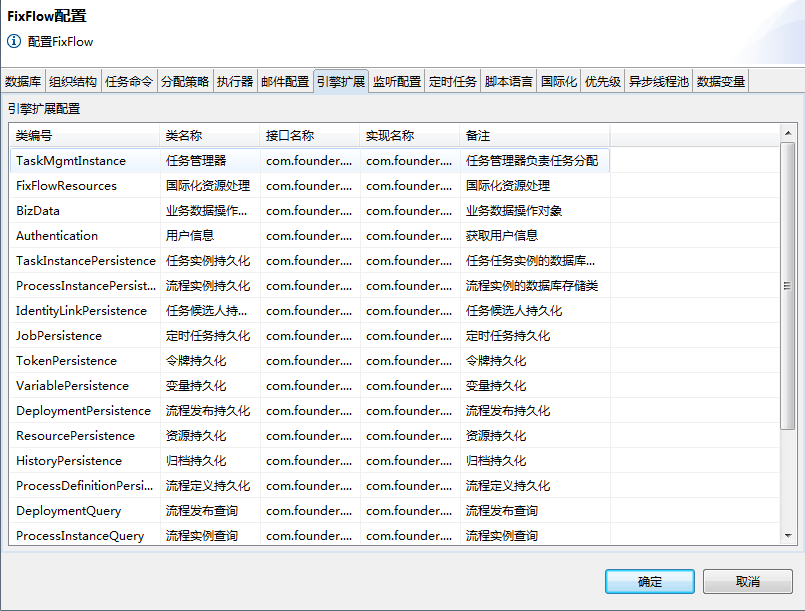 FixFlow配置
配置FixFlow
数据库 组织结构 任务命令 分配策略 执行器 邮件配置 引擎扩展 监听配置 定时任务 脚本语言 国际化 优先级 异步线程池 数据变量
引擎扩展配置
类编号 类名称 接口名称 实现名称 备注
TaskMgmtInstance 任务管理器 com.founder.... com.founder.... 任务管理器负责任务分配
FixFlowResources 国际化资源处理 com.founder.... com.founder.... 国际化资源处理
BizData 业务数据操作... com.founder.... com.founder.... 业务数据操作对象
Authentication 用户信息 com.founder.... com.founder.... 获取用户信息
TaskInstancePersistence 任务实例持久化 com.founder.... com.founder.... 任务任务实例的数据库...
ProcessInstancePersist... 流程实例持久化 com.founder.... com.founder.... 流程实例的数据库存储类
IdentityLinkPersistence 任务候选人持... com.founder.... com.founder.... 任务候选人持久化
JobPersistence 定时任务持久化 com.founder.... com.founder.... 定时任务持久化
TokenPersistence 令牌持久化 com.founder.... com.founder.... 令牌持久化
VariablePersistence 变量持久化 com.founder.... com.founder.... 变量持久化
DeploymentPersistence 流程发布持久化 com.founder.... com.founder.... 流程发布持久化
ResourcePersistence 资源持久化 com.founder.... com.founder.... 资源持久化
HistoryPersistence 归档持久化 com.founder.... com.founder.... 归档持久化
ProcessDefinitionPersi... 流程定义持久化 com.founder.... com.founder.... 流程定义持久化
DeploymentQuery 流程发布查询 com.founder.... com.founder.... 流程发布查询
ProcessInstanceQuery 流程实例查询 com.founder.... com.founder.... 流程实例查询
确定 取消